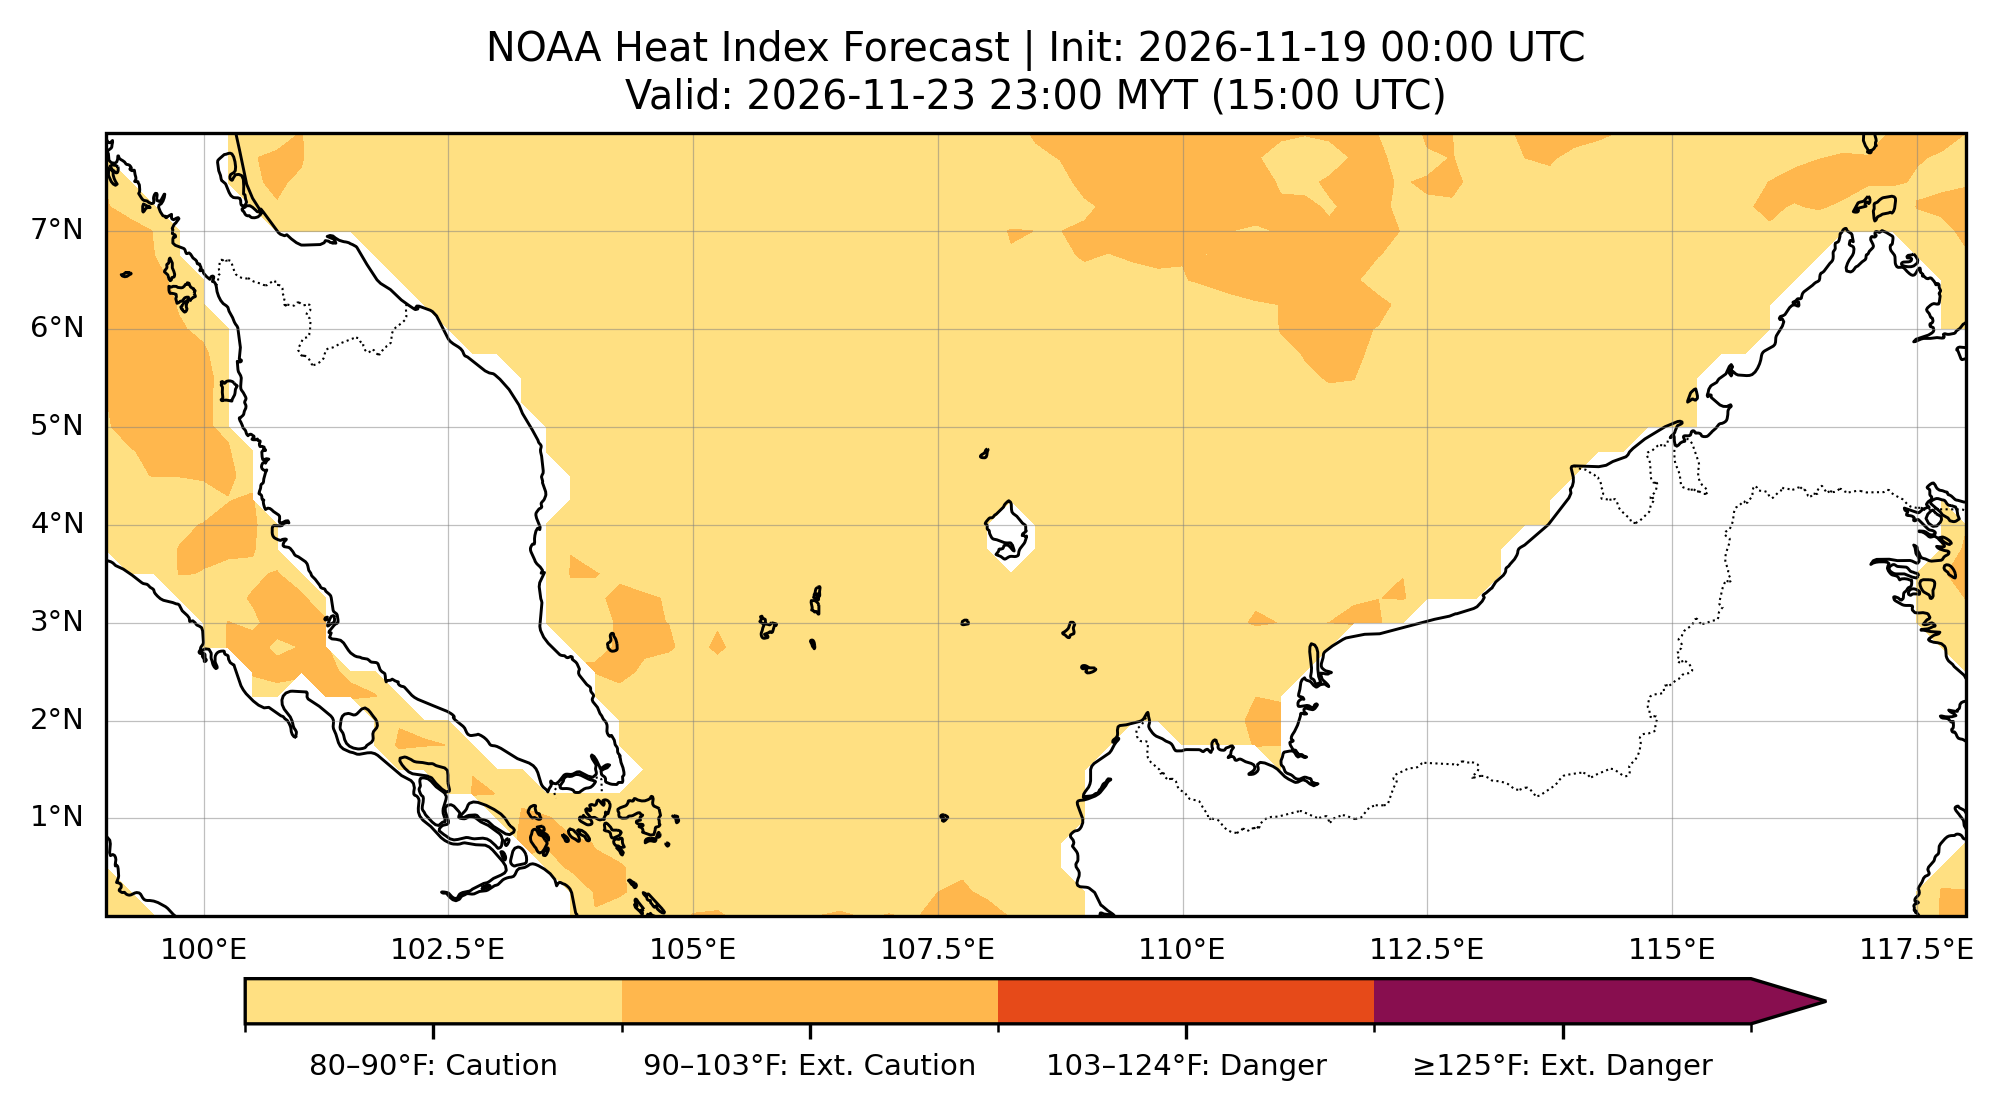 NOAA Heat Index Forecast | Init: 2026-11-19 00:00 UTC
Valid: 2026-11-23 23:00 MYT (15:00 UTC)
7°N
6°N
5°N
4°N
3°N
2°N
1°N
100°E 102.5°E 105°E 107.5°E 110°E 112.5°E 115°E 117.5°E
80–90°F: Caution 90–103°F: Ext. Caution 103–124°F: Danger ≥125°F: Ext. Danger